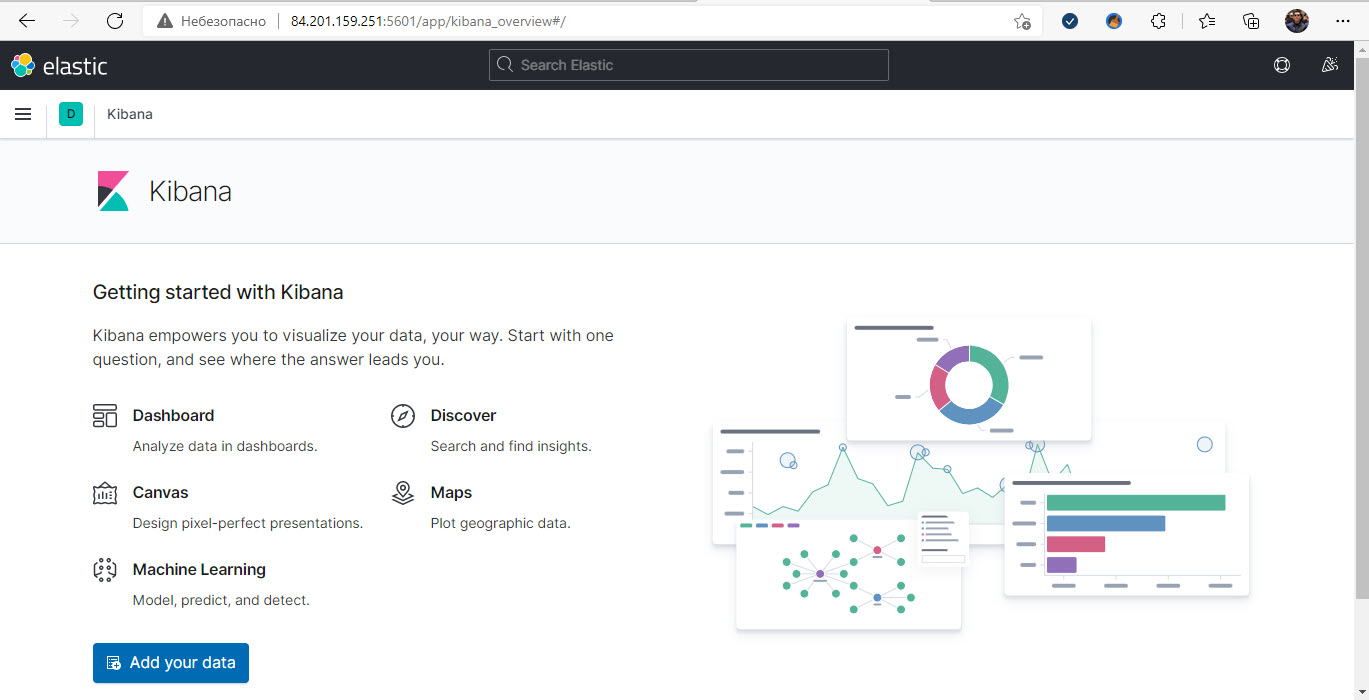 Небезопасно 84.201.159.251:5601/app/kibana_overview#/
elastic Search Elastic
D Kibana
Kibana
Getting started with Kibana
Kibana empowers you to visualize your data, your way. Start with one
question, and see where the answer leads you.
Dashboard
Analyze data in dashboards.
Discover
Search and find insights.
Canvas
Design pixel-perfect presentations.
Maps
Plot geographic data.
Machine Learning
Model, predict, and detect.
Add your data